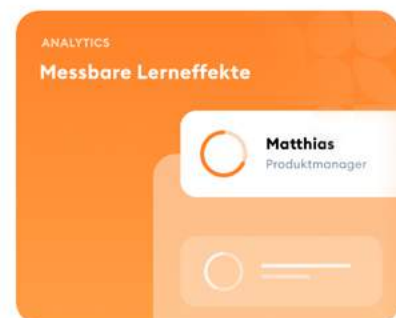 ANALYTICS
Messbare Lerneffekte
Matthias
Produktmanager